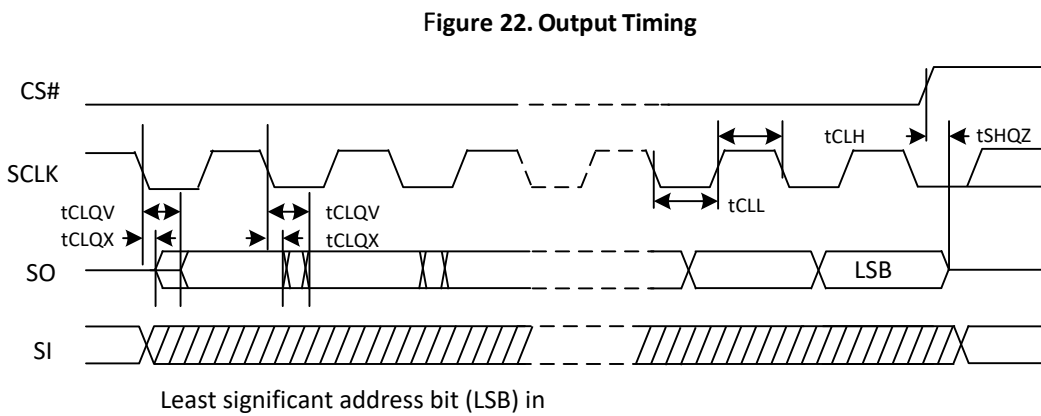 Figure 22. Output Timing
CS#
tCLH
tSHQZ
SCLK
tCLL
tCLQV
tCLQV
tCLQX
tCLQX
SO
LSB
SI
Least significant address bit (LSB) in